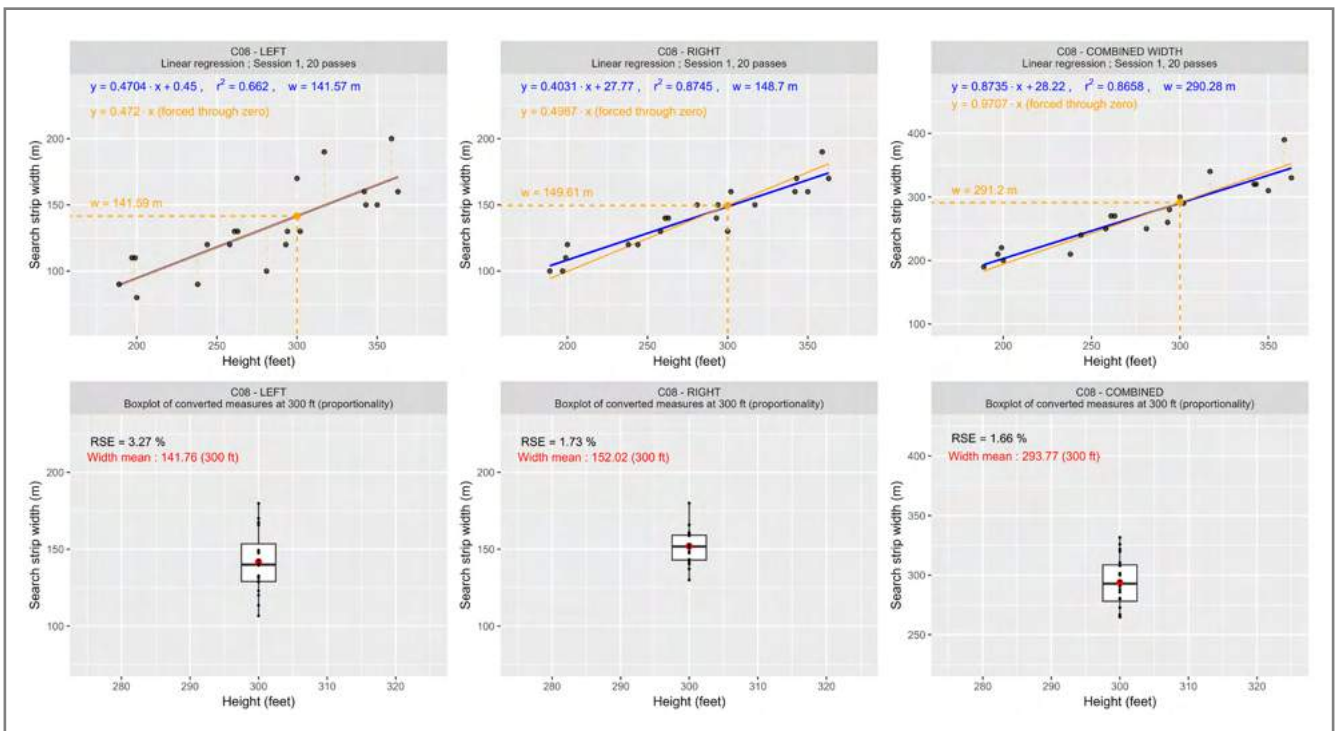 C08 - LEFT
Linear regression ; Session 1, 20 passes
y = 0.4704 · x + 0.45 , r² = 0.662 , w = 141.57 m
y = 0.472 · x (forced through zero)
w = 141.59 m
Search strip width (m)
200
150
100
200
250
300
350
Height (feet)
C08 - RIGHT
Linear regression ; Session 1, 20 passes
y = 0.4031 · x + 27.77 , r² = 0.8745 , w = 148.7 m
y = 0.4987 · x (forced through zero)
w = 149.61 m
Search strip width (m)
200
150
100
200
250
300
350
Height (feet)
C08 - COMBINED WIDTH
Linear regression ; Session 1, 20 passes
y = 0.8735 · x + 28.22 , r² = 0.8658 , w = 290.28 m
y = 0.9707 · x (forced through zero)
w = 291.2 m
Search strip width (m)
400
300
200
100
200
250
300
350
Height (feet)
C08 - LEFT
Boxplot of converted measures at 300 ft (proportionality)
RSE = 3.27 %
Width mean : 141.76 (300 ft)
Search strip width (m)
200
150
100
280
290
300
310
320
Height (feet)
C08 - RIGHT
Boxplot of converted measures at 300 ft (proportionality)
RSE = 1.73 %
Width mean : 152.02 (300 ft)
Search strip width (m)
200
150
100
280
290
300
310
320
Height (feet)
C08 - COMBINED
Boxplot of converted measures at 300 ft (proportionality)
RSE = 1.66 %
Width mean : 293.77 (300 ft)
Search strip width (m)
400
350
300
250
280
290
300
310
320
Height (feet)